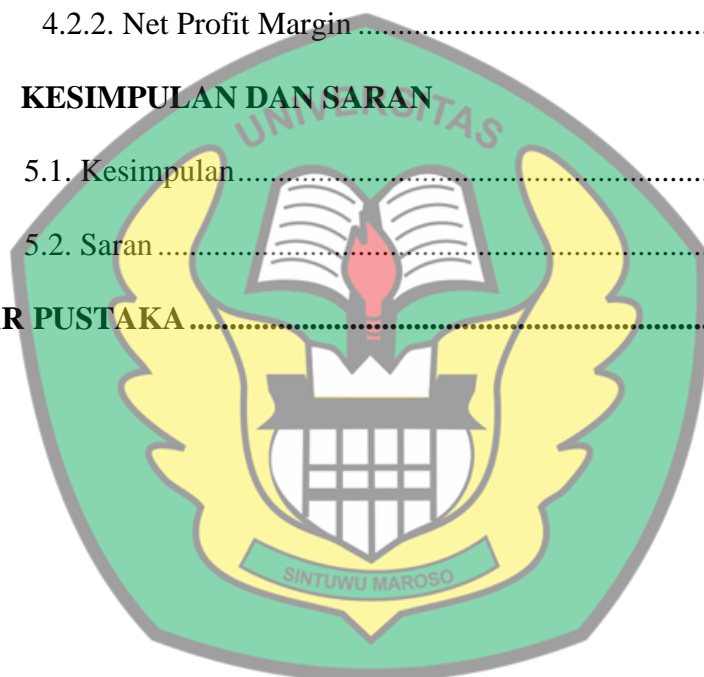 4.2.2. Net Profit Margin ........................................................
KESIMPULAN DAN SARAN
UNIVERSITAS
5.1. Kesimpulan ........................................................................
5.2. Saran ..................................................................................
R PUSTAKA ..............................................................................
SINTUWU MAROSO